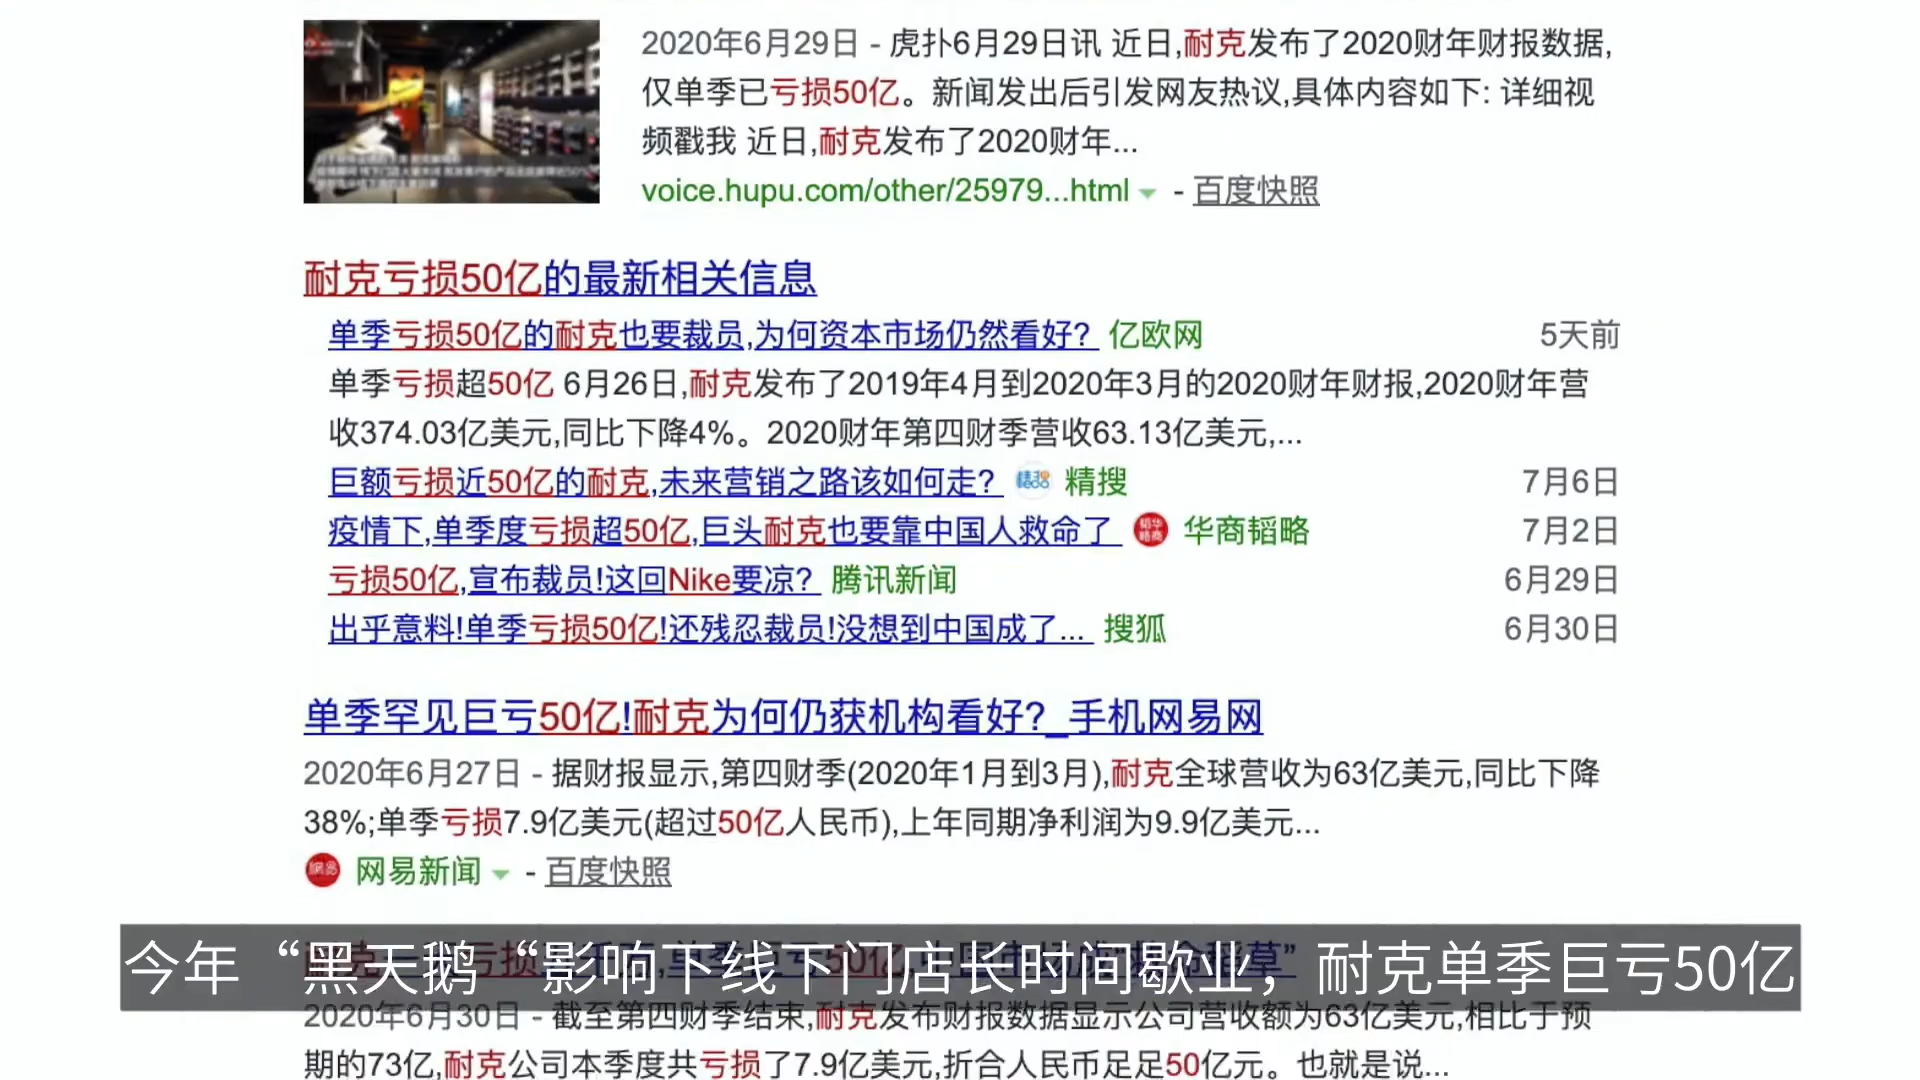 2020年6月29日 - 虎扑6月29日讯 近日,耐克发布了2020财年财报数据,
仅单季已亏损50亿。新闻发出后引发网友热议,具体内容如下: 详细视
频戳我 近日,耐克发布了2020财年...
voice.hupu.com/other/25979...html - 百度快照
耐克亏损50亿的最新相关信息
单季亏损50亿的耐克也要裁员,为何资本市场仍然看好? 亿欧网 5天前
单季亏损超50亿 6月26日,耐克发布了2019年4月到2020年3月的2020财年财报,2020财年营
收374.03亿美元,同比下降4%。2020财年第四财季营收63.13亿美元,...
巨额亏损近50亿的耐克,未来营销之路该如何走? 精搜 7月6日
疫情下,单季度亏损超50亿,巨头耐克也要靠中国人救命了 华商韬略 7月2日
亏损50亿,宣布裁员!这回Nike要凉? 腾讯新闻 6月29日
出乎意料!单季亏损50亿!还残忍裁员!没想到中国成了... 搜狐 6月30日
单季罕见巨亏50亿!耐克为何仍获机构看好?_手机网易网
2020年6月27日 - 据财报显示,第四财季(2020年1月到3月),耐克全球营收为63亿美元,同比下降
38%;单季亏损7.9亿美元(超过50亿人民币),上年同期净利润为9.9亿美元...
网易新闻 - 百度快照
今年“黑天鹅“影响下线下门店长时间歇业，耐克单季巨亏50亿
2020年6月30日 - 截至第四财季结束,耐克发布财报数据显示公司营收额为63亿美元,相比于预
期的73亿,耐克公司本季度共亏损了7.9亿美元,折合人民币足足50亿元。也就是说...